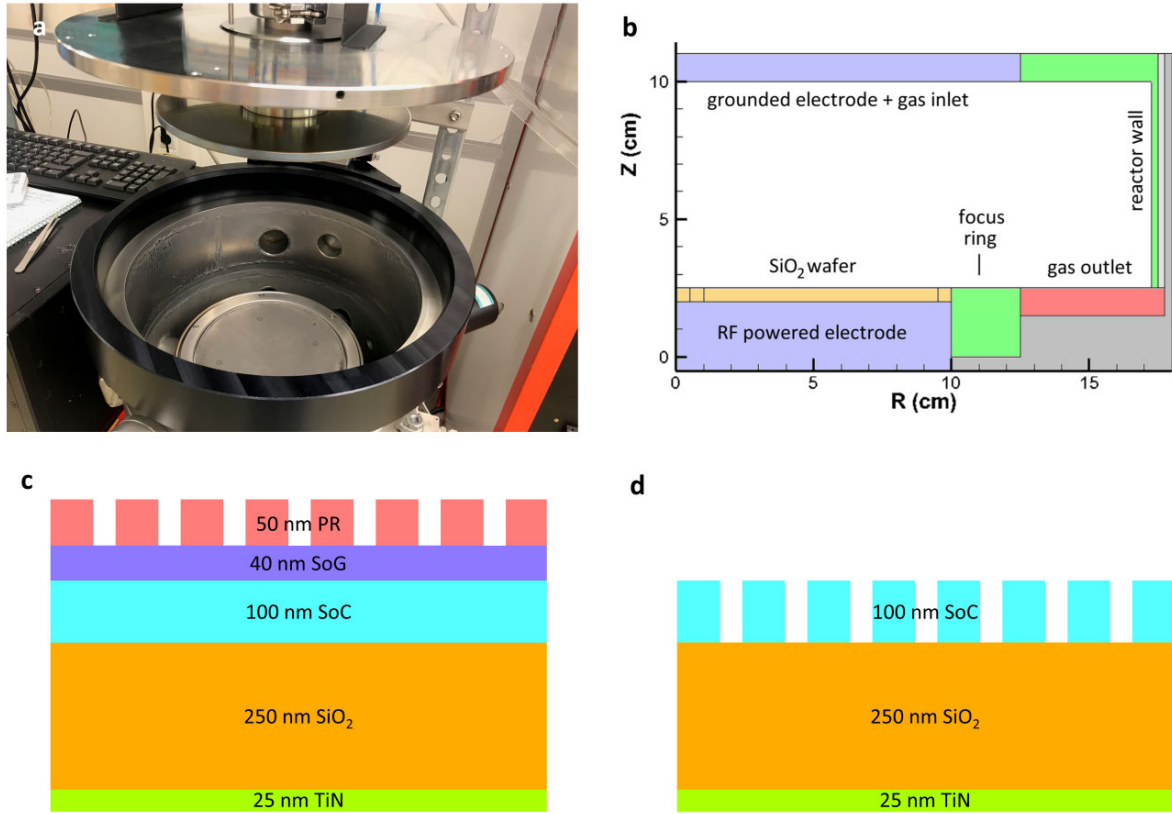 a
b
10
5
0
Z (cm)
grounded electrode + gas inlet
reactor wall
focus
ring
SiO₂ wafer
gas outlet
RF powered electrode
0
5
10
15
R (cm)
c
50 nm PR
40 nm SoG
100 nm SoC
250 nm SiO₂
25 nm TiN
d
100 nm SoC
250 nm SiO₂
25 nm TiN